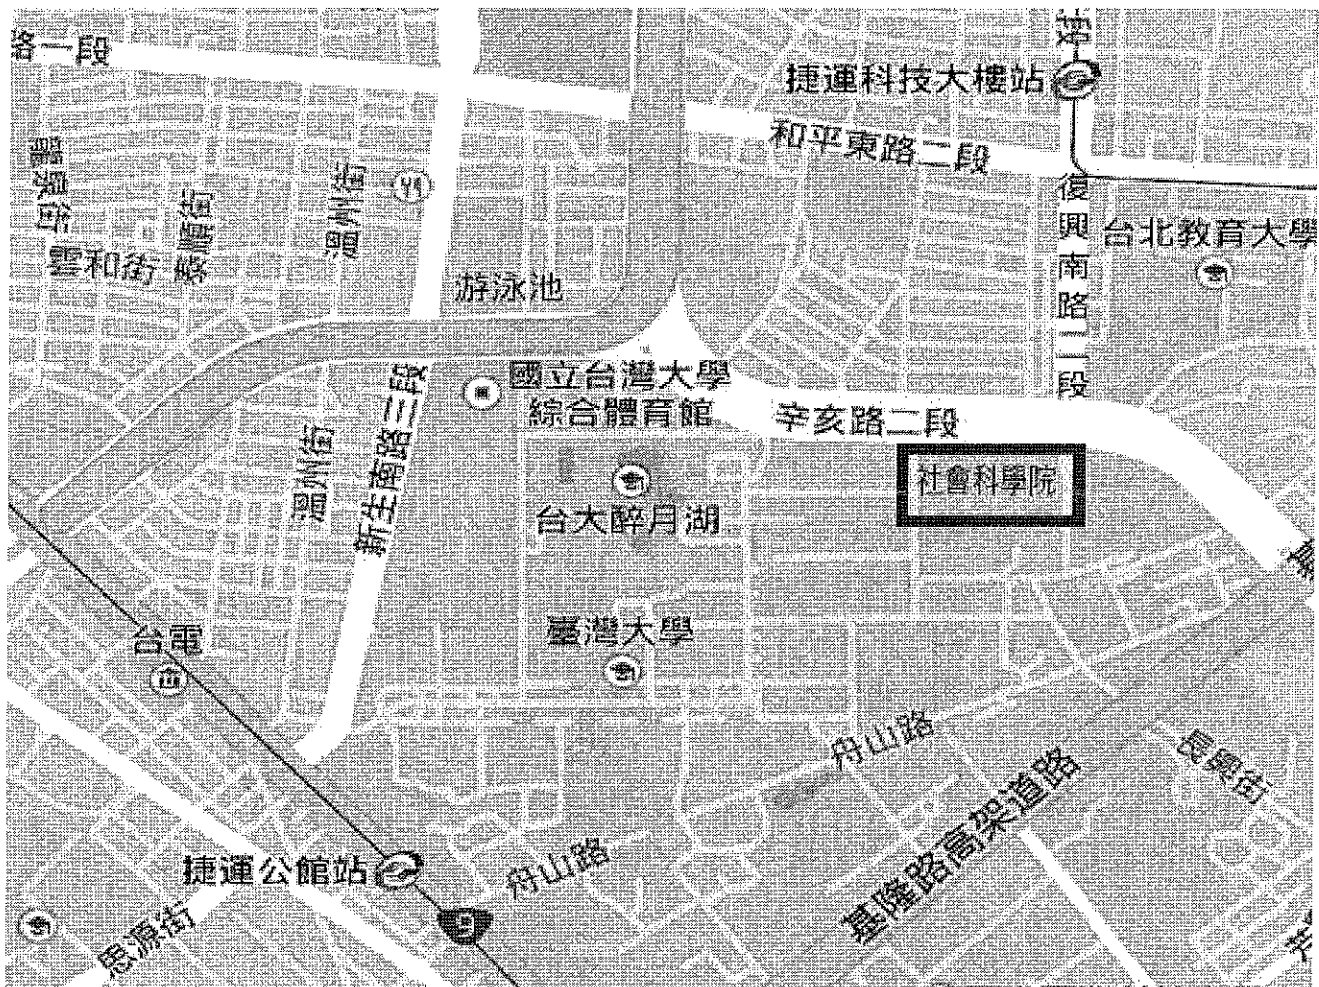 路一段
捷運科技大樓站
和平東路二段
溫州街
雲和街
復興南路二段
台北教育大學
游泳池
國立台灣大學
綜合體育館
辛亥路二段
社會科學院
溫州街
新生南路三段
台大醉月湖
臺灣大學
台電
舟山路
長興街
基隆路高架道路
捷運公館站
舟山路
思源街
9